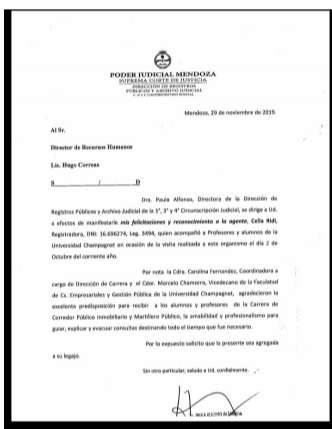 PODER JUDICIAL MENDOZA
SUPREMA CORTE DE JUSTICIA
DIRECCIÓN DE REGISTROS
PÚBLICOS Y ARCHIVO JUDICIAL
Mendoza, 29 de noviembre de 2019.
Al Sr.
Director de Recursos Humanos
Lic. Hugo Correas
S / D
Dra. Paula Alfonso, Directora de la Dirección de
Registros Públicos y Archivo Judicial de la 1°, 3° y 4° Circunscripción Judicial, se dirige a Ud.
a efectos de manifestarle mis felicitaciones y reconocimiento a la agente, Celia Ridi,
Registradora, DNI: 16.696274, Leg. 3494, quien acompañó a Profesores y alumnos de la
Universidad Champagnat en ocasión de la visita realizada a este organismo el día 2 de
Octubre del corriente año.
Por nota la Cdra. Carolina Fernandez, Coordinadora a
cargo de Dirección de Carrera y el Cdor. Marcelo Chamorro, Vicedecano de la Facultad
de Cs. Empresariales y Gestión Pública de la Universidad Champagnat, agradecieron la
excelente predisposición para recibir a los alumnos y profesores de la Carrera de
Corredor Público Inmobiliario y Martillero Público, la amabilidad y profesionalismo para
guiar, explicar y evacuar consultas destinando todo el tiempo que fue necesario.
Por lo expuesto solicito que la presente sea agregada
a su legajo.
Sin otro particular, saludo a Ud. cordialmente.